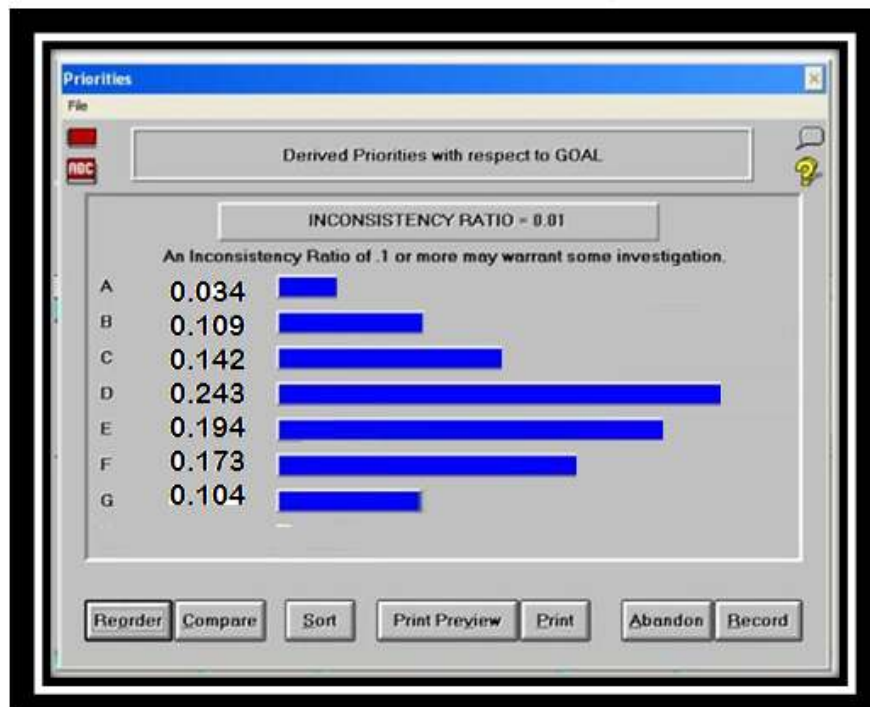 Priorities
File
ABC
Derived Priorities with respect to GOAL
INCONSISTENCY RATIO = 0.01
An Inconsistency Ratio of .1 or more may warrant some investigation.
A 0.034
B 0.109
C 0.142
D 0.243
E 0.194
F 0.173
G 0.104
Reorder Compare Sort Print Preview Print Abandon Record